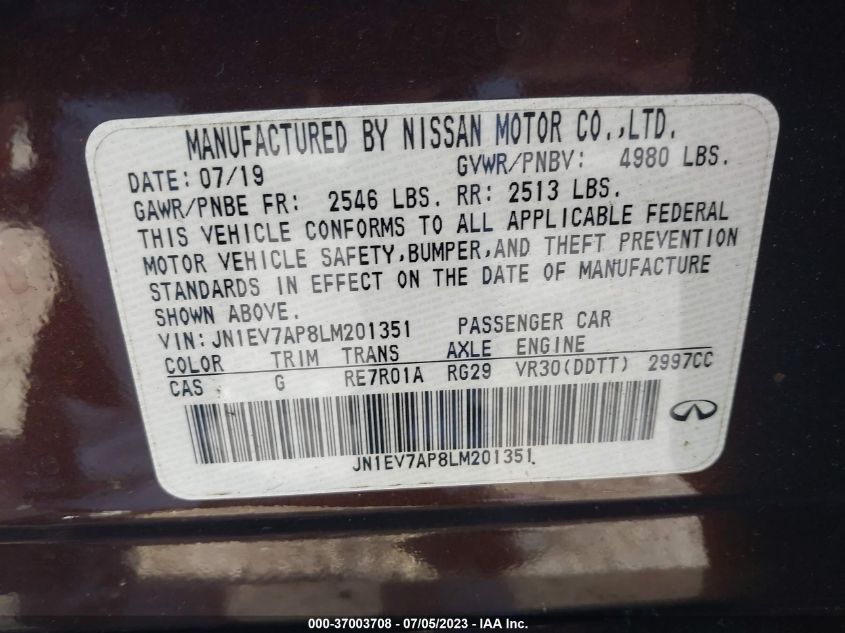 MANUFACTURED BY NISSAN MOTOR CO.,LTD.
DATE: 07/19 GVWR/PNBV: 4980 LBS.
GAWR/PNBE FR: 2546 LBS. RR: 2513 LBS.
THIS VEHICLE CONFORMS TO ALL APPLICABLE FEDERAL
MOTOR VEHICLE SAFETY,BUMPER,AND THEFT PREVENTION
STANDARDS IN EFFECT ON THE DATE OF MANUFACTURE
SHOWN ABOVE.
VIN: JN1EV7AP8LM201351 PASSENGER CAR
COLOR TRIM TRANS AXLE ENGINE
CAS G RE7R01A RG29 VR30(DDTT) 2997CC
JN1EV7AP8LM201351
000-37003708 - 07/05/2023 - IAA Inc.